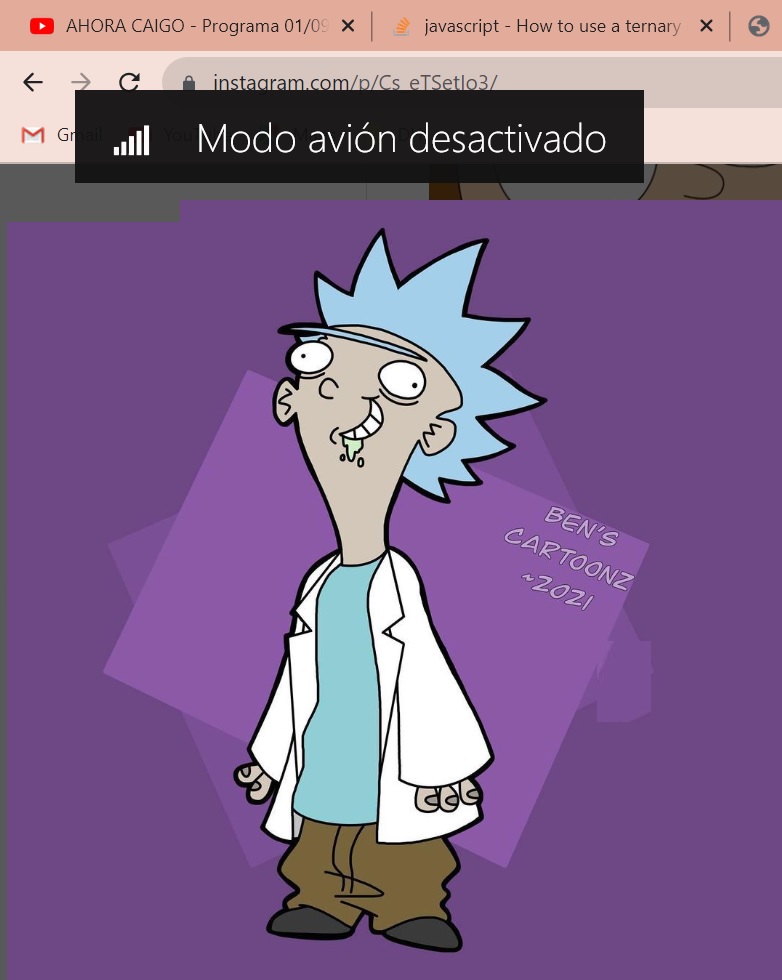 AHORA CAIGO - Programa 01/09
javascript - How to use a ternary
instagram.com/p/Cs_eTSetlo3/
Gmail
Modo avión desactivado
BEN'S
CARTOONZ
~2021